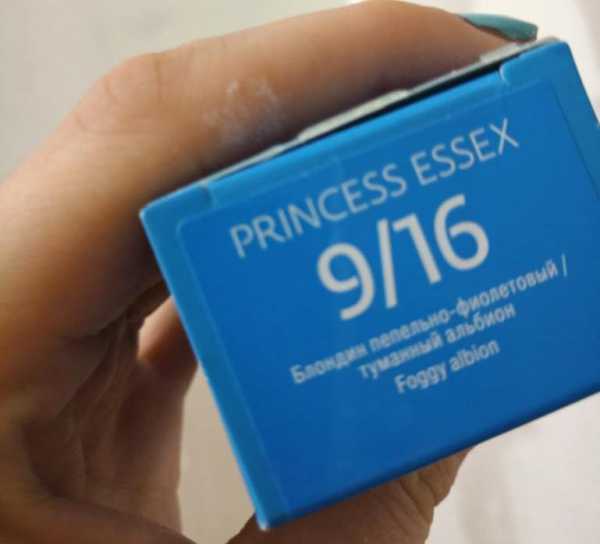 PRINCESS ESSEX
9/16
Блондин пепельно-фиолетовый /
туманный альбион
Foggy albion